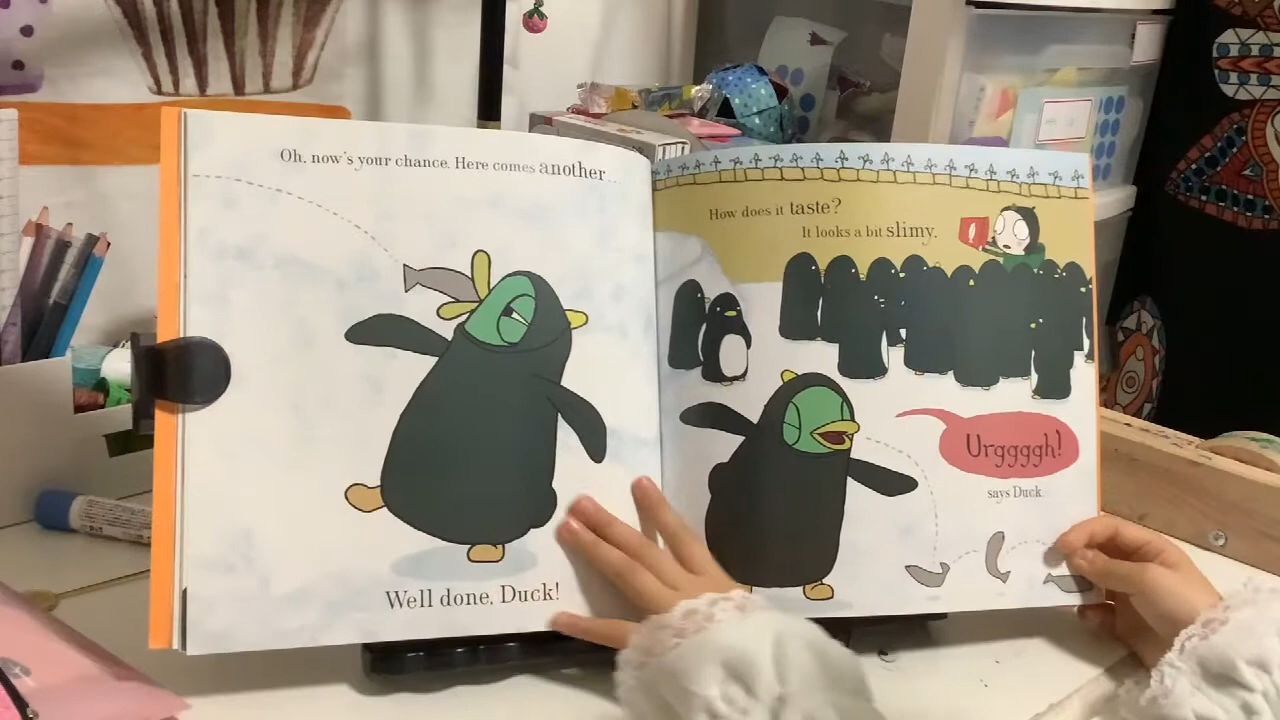 Oh, now's your chance. Here comes another...
Well done, Duck!
How does it taste?
It looks a bit slimy.
Urggggh!
says Duck.